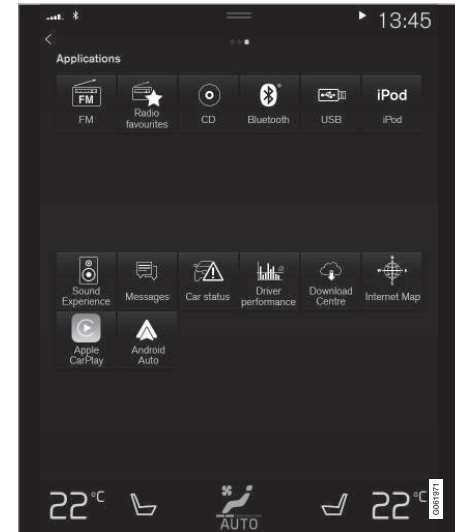 13:45
Applications
FM
FM
Radio
favourites
CD
Bluetooth
USB
iPod
iPod
Sound
Experience
Messages
Car status
Driver
performance
Download
Centre
Internet Map
Apple
CarPlay
Android
Auto
22°C
AUTO
22°C
G061971